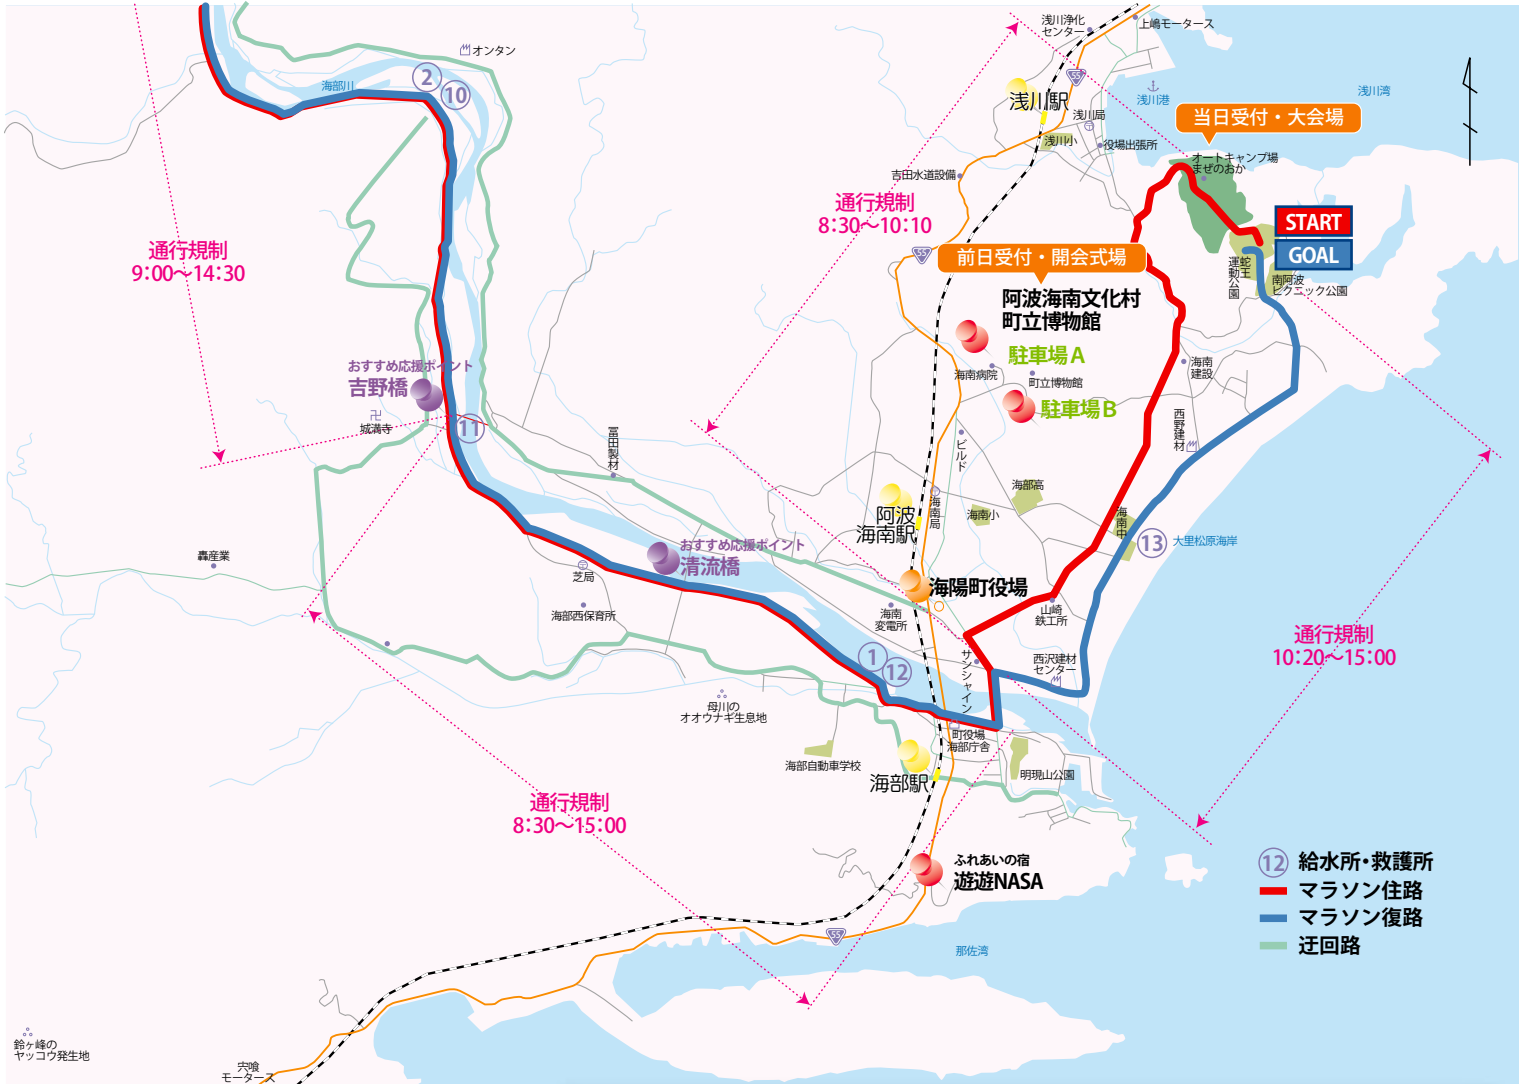 浅川浄化
センター
上嶋モータース
オンタン
海部川
2
10
55
浅川駅
浅川局
浅川港
浅川湾
当日受付・大会場
浅川小
役場出張所
オートキャンプ場
まぜのおか
吉田水道設備
通行規制
8:30～10:10
START
GOAL
通行規制
9:00～14:30
55
前日受付・開会式場
蛇王
運動公園
南阿波
ピクニック公園
阿波海南文化村
町立博物館
駐車場A
海南病院
町立博物館
海南
建設
おすすめ応援ポイント
吉野橋
城満寺
11
駐車場B
西野建材
冨田製材
ビルド
海部高
阿波
海南駅
海南局
海南小
海南中
13
大里松原海岸
轟産業
芝局
おすすめ応援ポイント
清流橋
海陽町役場
海部西保育所
海南
変電所
山崎
鉄工所
通行規制
10:20～15:00
1
12
サンシャイン
西沢建材
センター
母川の
オオウナギ生息地
町役場
海部庁舎
海部自動車学校
海部駅
明現山公園
通行規制
8:30～15:00
ふれあいの宿
遊遊NASA
12 給水所・救護所
マラソン住路
マラソン復路
迂回路
55
那佐湾
鈴ヶ峰の
ヤッコウ発生地
宍喰
モータース